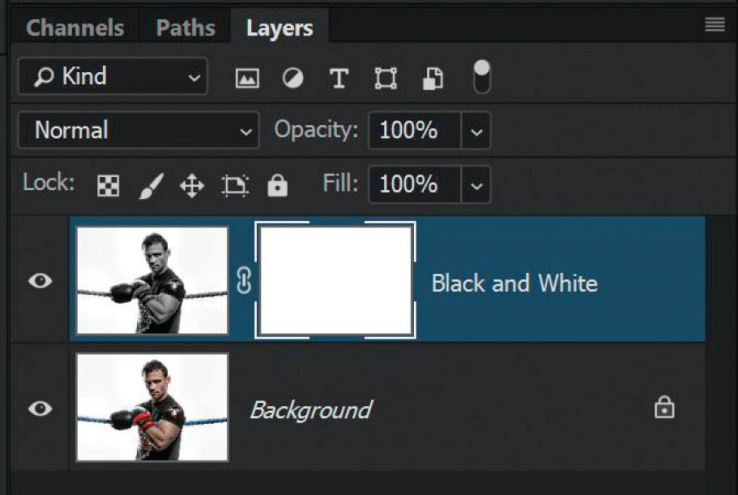 Channels Paths Layers
Kind
Normal Opacity: 100%
Lock: Fill: 100%
Black and White
Background